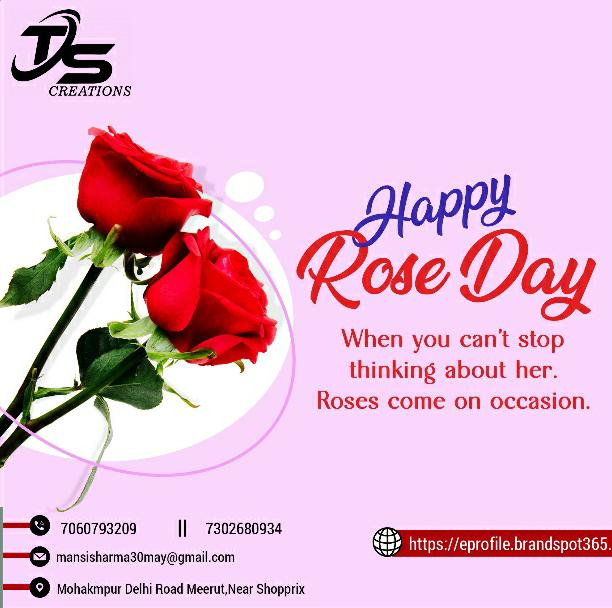 TS
CREATIONS
Happy
Rose Day
When you can't stop
thinking about her.
Roses come on occasion.
7060793209 || 7302680934
mansisharma30may@gmail.com
Mohakmpur Delhi Road Meerut,Near Shopprix
https://eprofile.brandspot365.